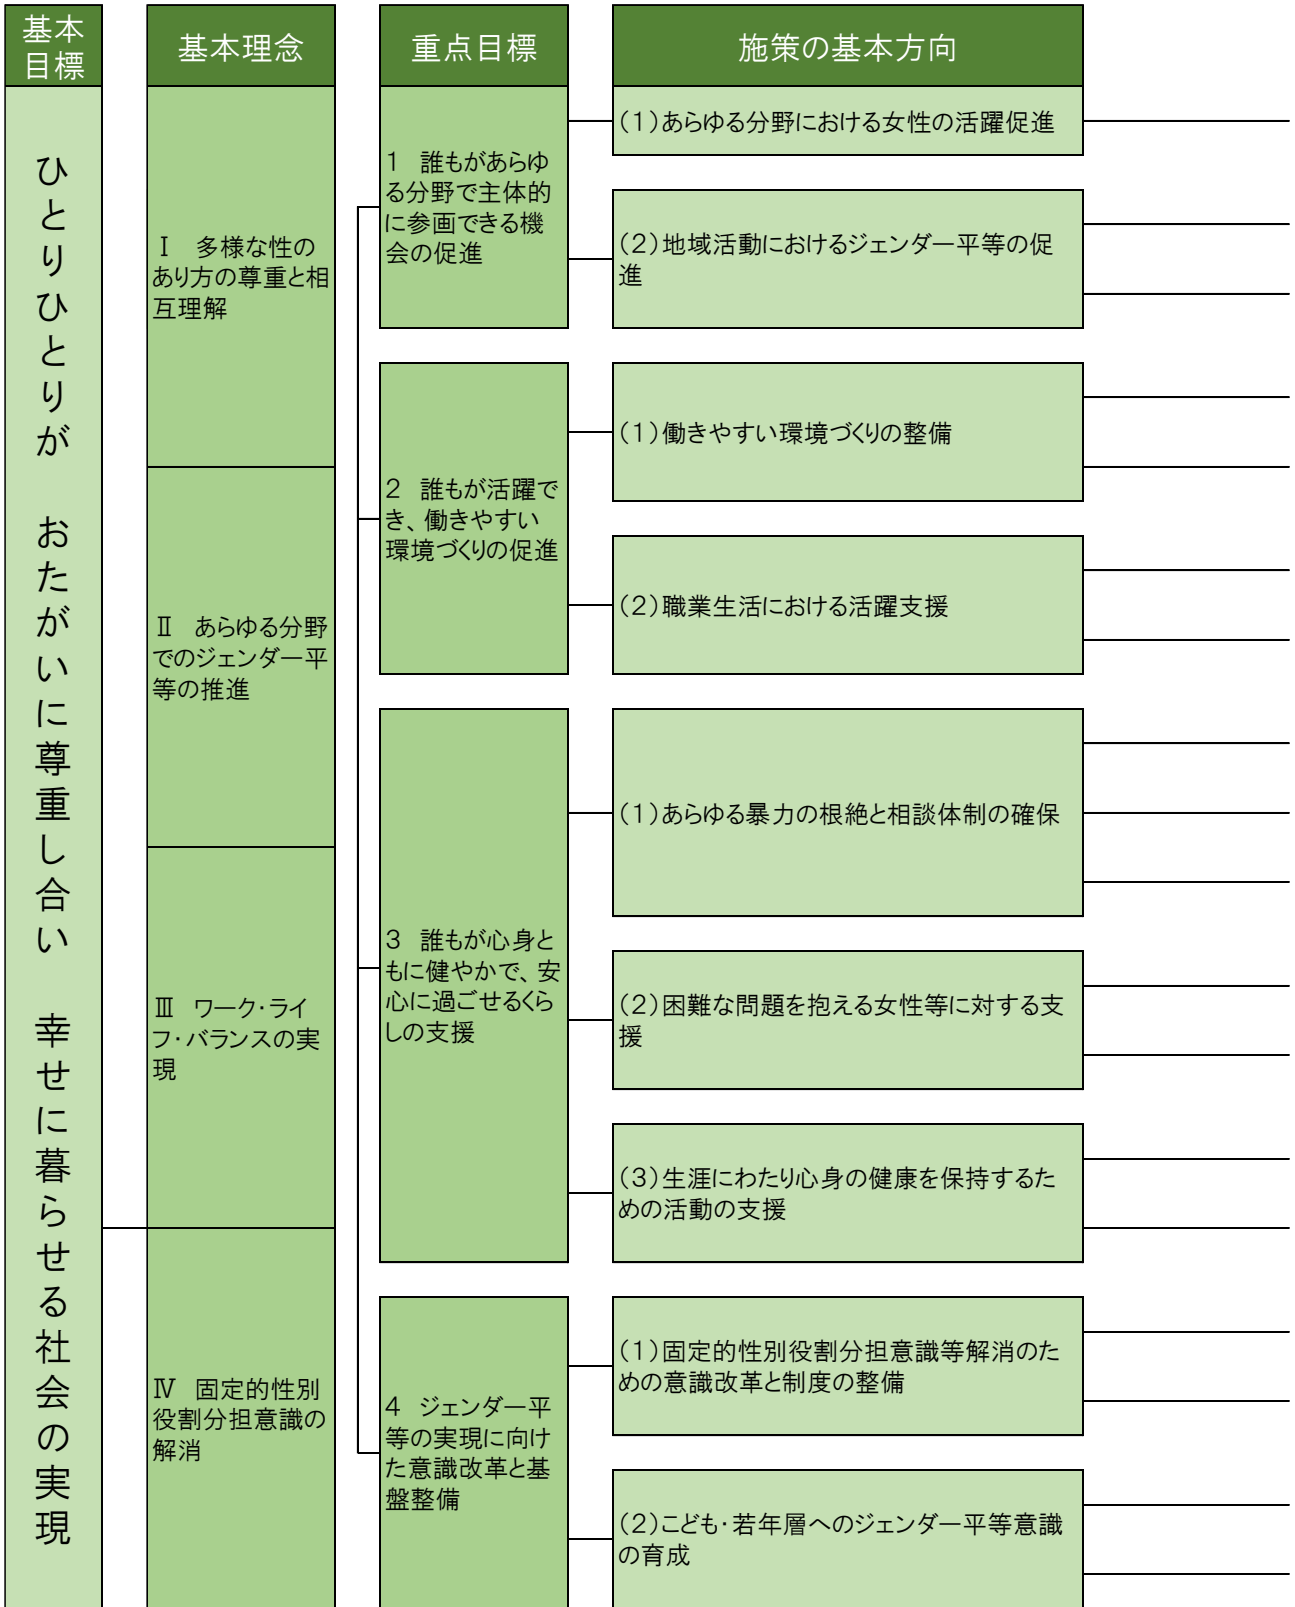 基本
目標
基本理念
重点目標
施策の基本方向
ひとりひとりが　おたがいに尊重し合い　幸せに暮らせる社会の実現
Ⅰ　多様な性の
あり方の尊重と相
互理解
Ⅱ　あらゆる分野
でのジェンダー平
等の推進
Ⅲ　ワーク・ライ
フ・バランスの実
現
Ⅳ　固定的性別
役割分担意識の
解消
１　誰もがあらゆ
る分野で主体的
に参画できる機
会の促進
（１）あらゆる分野における女性の活躍促進
（２）地域活動におけるジェンダー平等の促
進
２　誰もが活躍で
き、働きやすい
環境づくりの促進
（１）働きやすい環境づくりの整備
（２）職業生活における活躍支援
３　誰もが心身と
もに健やかで、安
心に過ごせるくら
しの支援
（１）あらゆる暴力の根絶と相談体制の確保
（２）困難な問題を抱える女性等に対する支
援
（３）生涯にわたり心身の健康を保持するた
めの活動の支援
４　ジェンダー平
等の実現に向け
た意識改革と基
盤整備
（１）固定的性別役割分担意識等解消のた
めの意識改革と制度の整備
（２）こども・若年層へのジェンダー平等意識
の育成